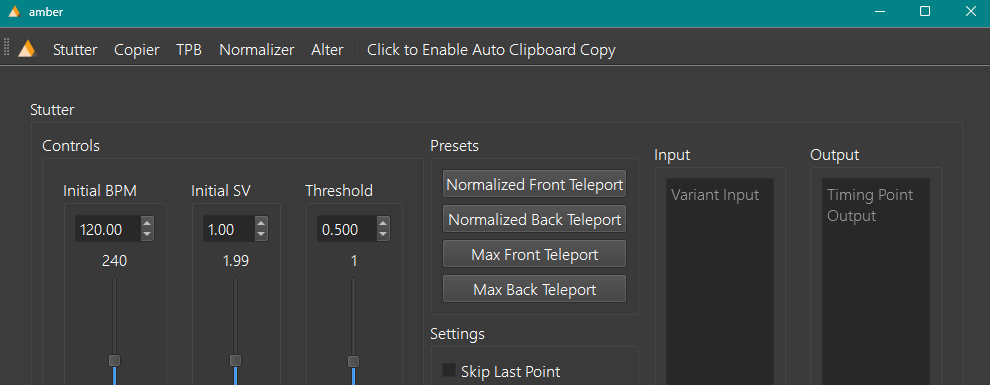 amber
Stutter Copier TPB Normalizer Alter Click to Enable Auto Clipboard Copy
Stutter
Controls
Initial BPM Initial SV Threshold
120.00 1.00 0.500
240 1.99 1
Presets
Normalized Front Teleport
Normalized Back Teleport
Max Front Teleport
Max Back Teleport
Settings
Skip Last Point
Input
Variant Input
Output
Timing Point
Output